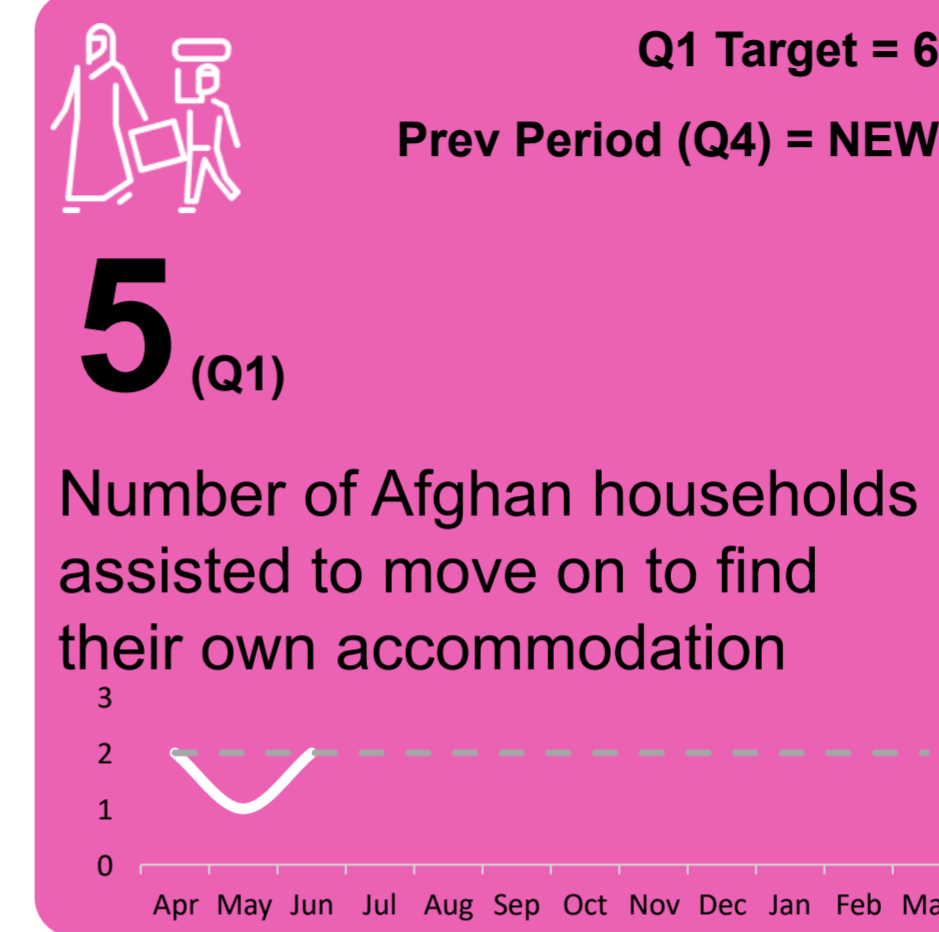 Q1 Target = 6
Prev Period (Q4) = NEW
5 (Q1)
Number of Afghan households
assisted to move on to find
their own accommodation
3
2
1
0
Apr May Jun Jul Aug Sep Oct Nov Dec Jan Feb Ma